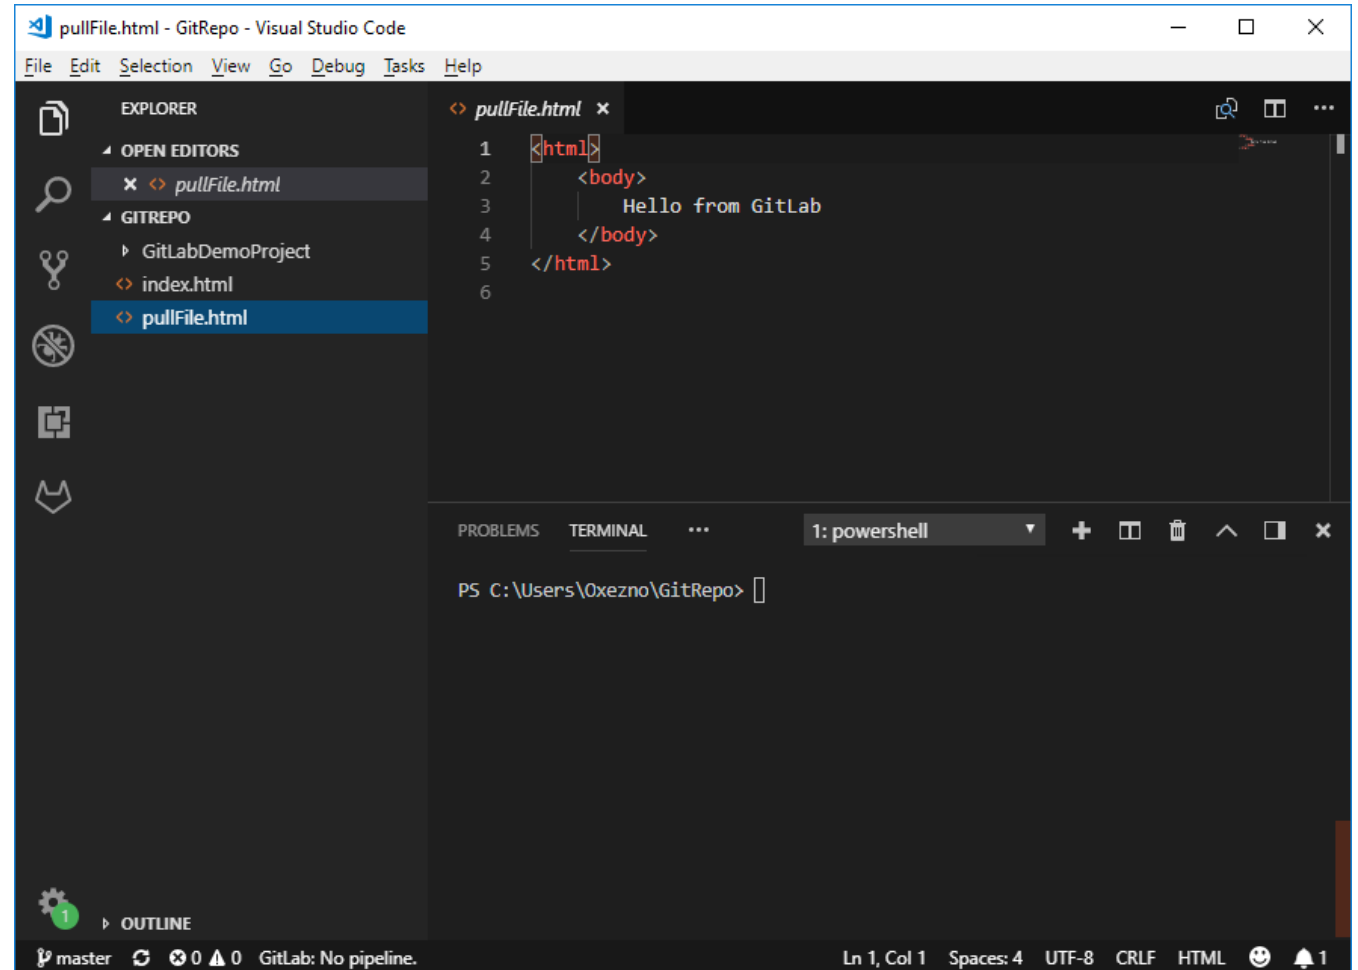 pullFile.html - GitRepo - Visual Studio Code
File Edit Selection View Go Debug Tasks Help
EXPLORER
OPEN EDITORS
pullFile.html
GITREPO
GitLabDemoProject
index.html
pullFile.html
OUTLINE
1
pullFile.html
1 <html>
2 <body>
3 Hello from GitLab
4 </body>
5 </html>
6
PROBLEMS TERMINAL ••• 1: powershell
PS C:\Users\Oxezno\GitRepo>
master 0 0 GitLab: No pipeline. Ln 1, Col 1 Spaces: 4 UTF-8 CRLF HTML 1